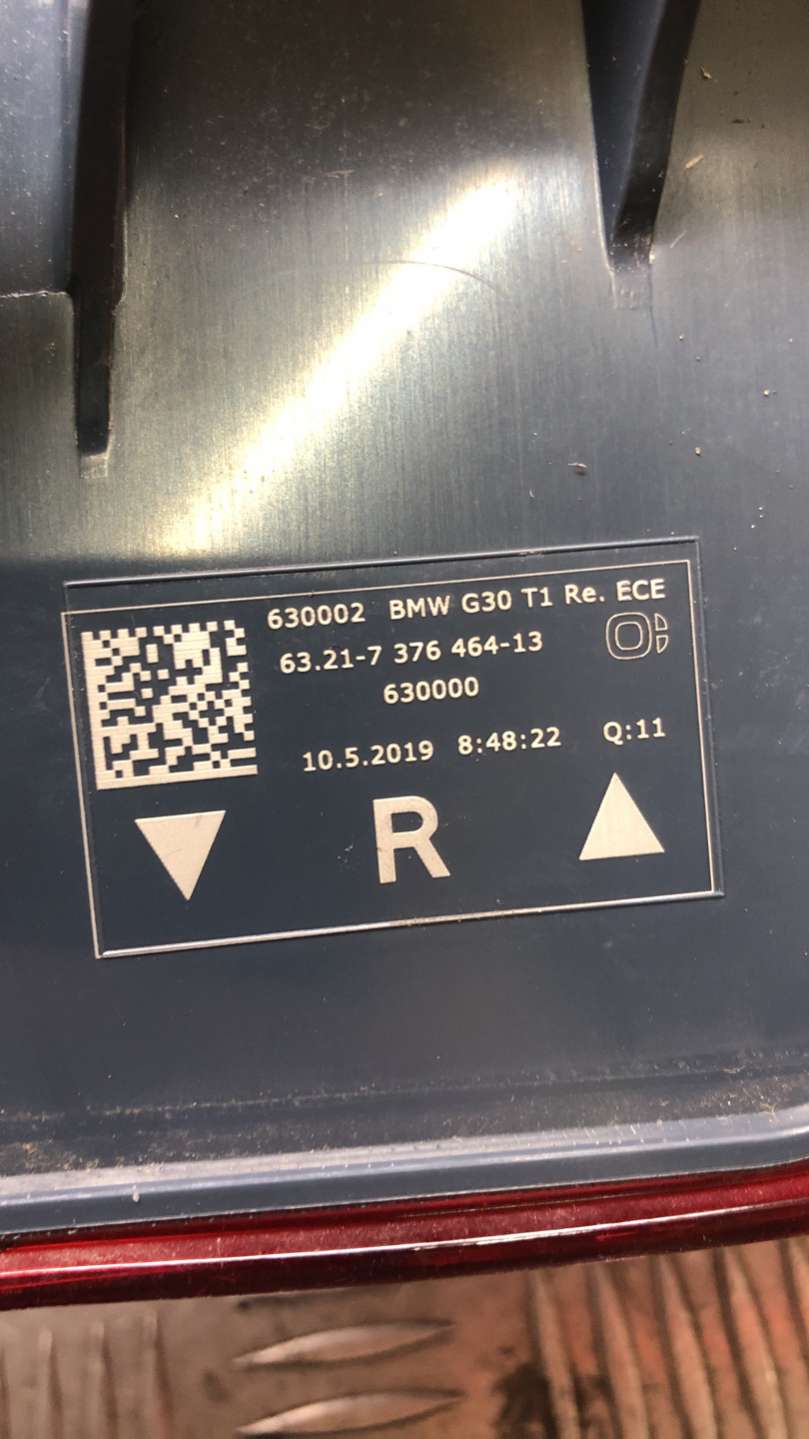 630002 BMW G30 T1 Re. ECE
63.21-7 376 464-13
630000
10.5.2019 8:48:22 Q:11
R